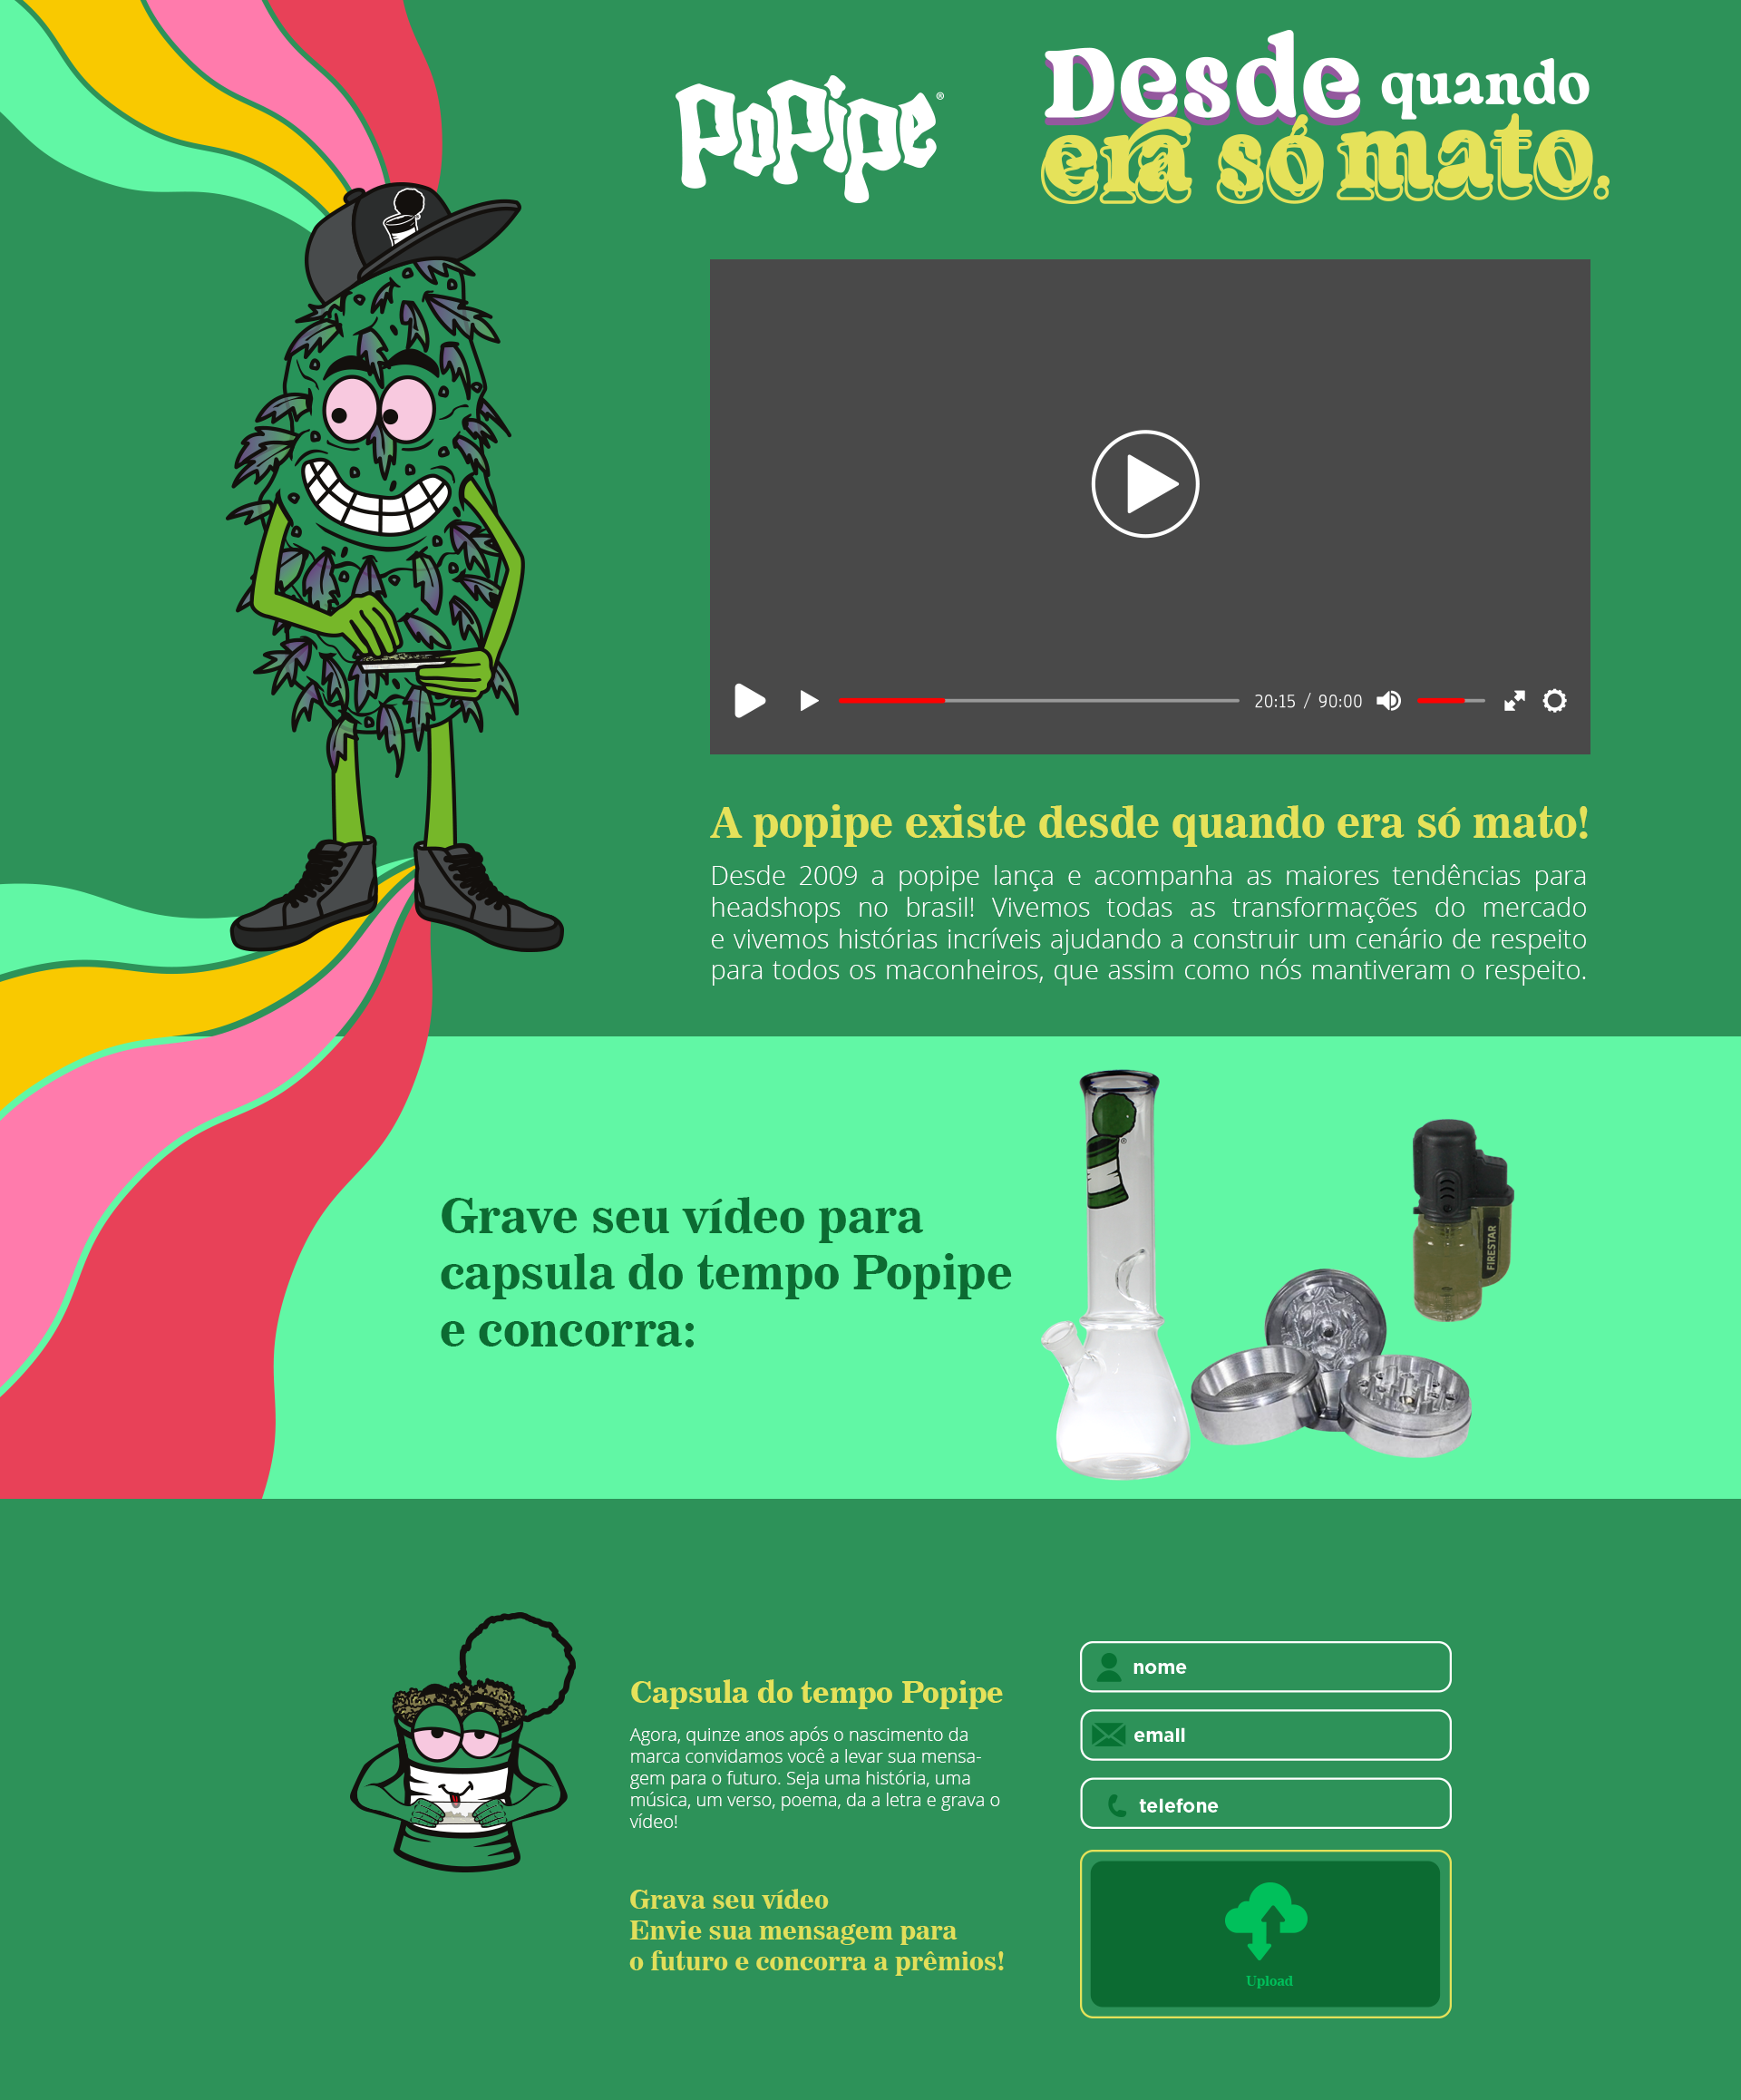 PoPipe®
Desde quando
era só mato.
20:15 / 90:00
A popipe existe desde quando era só mato!
Desde 2009 a popipe lança e acompanha as maiores tendências para
headshops no brasil! Vivemos todas as transformações do mercado
e vivemos histórias incríveis ajudando a construir um cenário de respeito
para todos os maconheiros, que assim como nós mantiveram o respeito.
Grave seu vídeo para
capsula do tempo Popipe
e concorra:
®
FIRESTAR
Capsula do tempo Popipe
Agora, quinze anos após o nascimento da
marca convidamos você a levar sua mensa-
gem para o futuro. Seja uma história, uma
música, um verso, poema, da a letra e grava o
vídeo!
Grava seu vídeo
Envie sua mensagem para
o futuro e concorra a prêmios!
nome
email
telefone
Upload